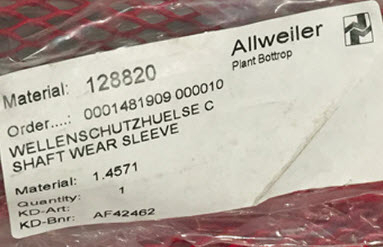 Allweiler
Plant Bottrop
Material: 128820
Order....: 0001481909 000010
WELLENSCHUTZHUELSE C
SHAFT WEAR SLEEVE
Material: 1.4571
Quantity: 1
KD-Art:
KD-Bnr: AF42462